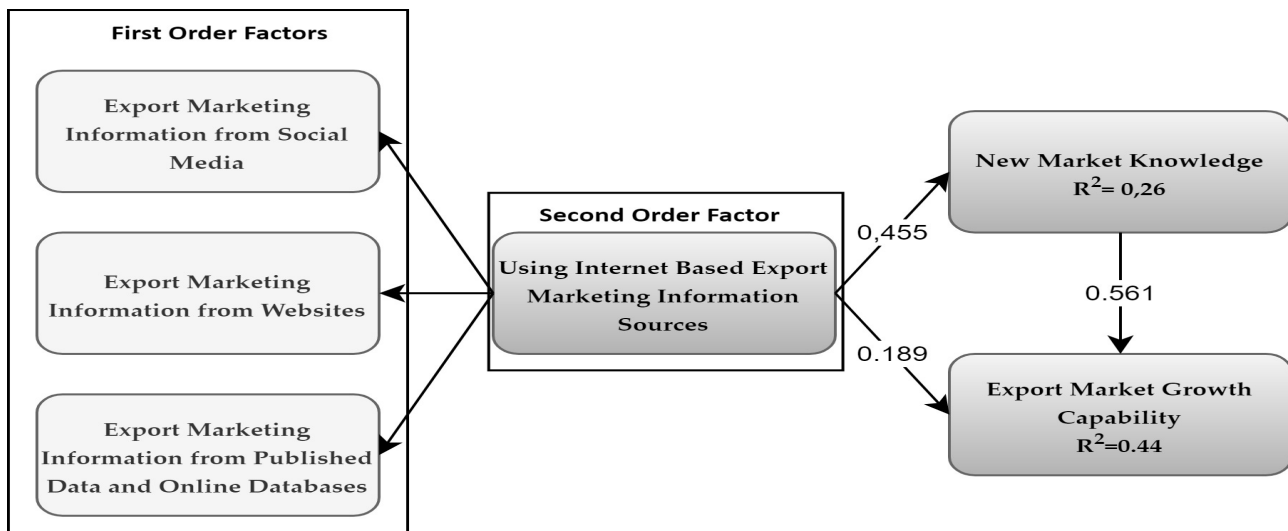 First Order Factors
Export Marketing
Information from Social
Media
Export Marketing
Information from Websites
Export Marketing
Information from Published
Data and Online Databases
Second Order Factor
Using Internet Based Export
Marketing Information
Sources
0,455
0.189
New Market Knowledge
R²= 0,26
0.561
Export Market Growth
Capability
R²=0.44